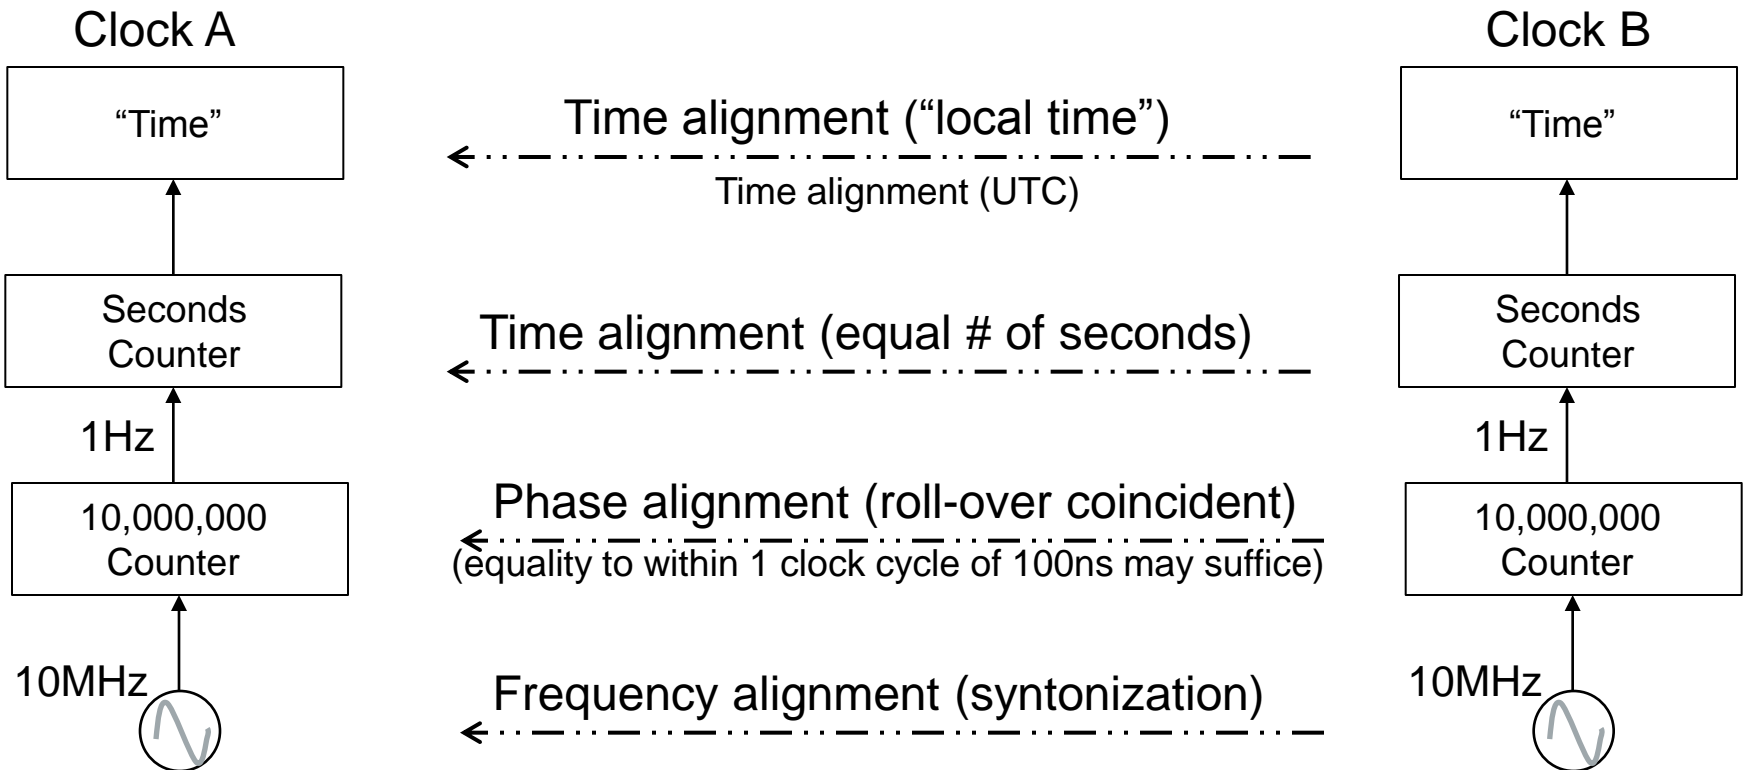 Clock A
Clock B
“Time”
Time alignment (“local time”)
Time alignment (UTC)
“Time”
Seconds
Counter
Time alignment (equal # of seconds)
Seconds
Counter
1Hz
1Hz
10,000,000
Counter
Phase alignment (roll-over coincident)
(equality to within 1 clock cycle of 100ns may suffice)
10,000,000
Counter
10MHz
Frequency alignment (syntonization)
10MHz